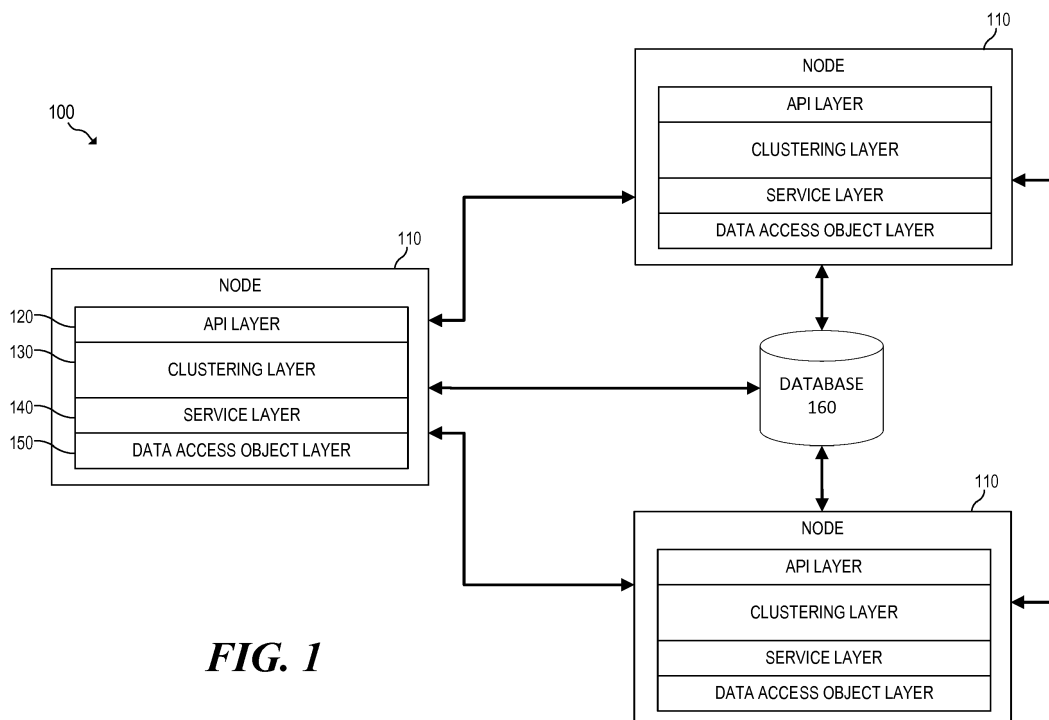 110
NODE
API LAYER
CLUSTERING LAYER
SERVICE LAYER
DATA ACCESS OBJECT LAYER
100
110
NODE
120
API LAYER
130
CLUSTERING LAYER
140
SERVICE LAYER
150
DATA ACCESS OBJECT LAYER
DATABASE
160
110
NODE
API LAYER
CLUSTERING LAYER
SERVICE LAYER
DATA ACCESS OBJECT LAYER
FIG. 1